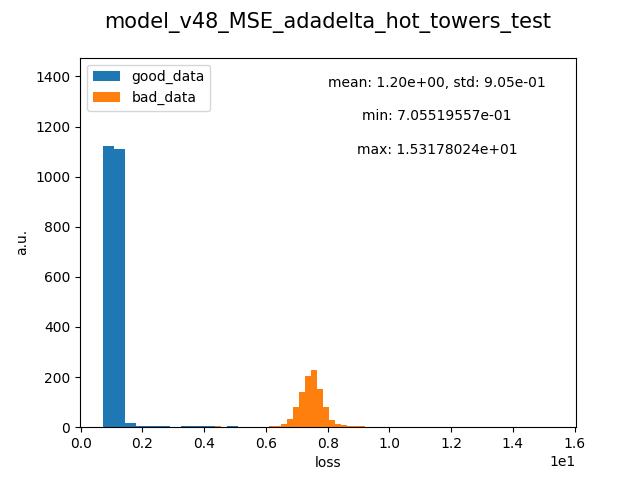 model_v48_MSE_adadelta_hot_towers_test
good_data
bad_data
mean: 1.20e+00, std: 9.05e-01
min: 7.05519557e-01
max: 1.53178024e+01
1400
1200
1000
800
600
400
200
0
a.u.
0.0 0.2 0.4 0.6 0.8 1.0 1.2 1.4 1.6
1e1
loss